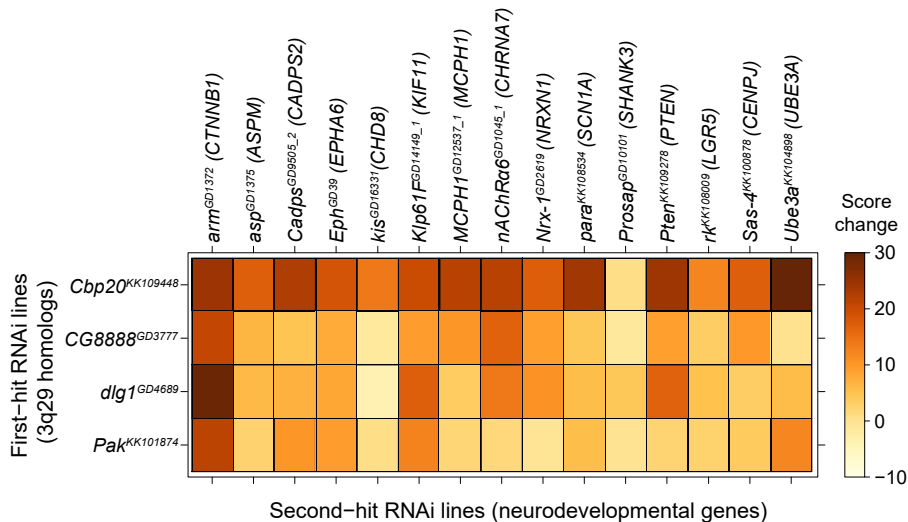 arm^GD1372 (CTNNB1)
asp^GD1375 (ASPM)
Cadps^GD9505_2 (CADPS2)
Eph^GD39 (EPHA6)
kis^GD16331(CHD8)
Klp61F^GD14149_1 (KIF11)
MCPH1^GD12537_1 (MCPH1)
nAChRα6^GD1045_1 (CHRNA7)
Nrx-1^GD2619 (NRXN1)
para^KK108534 (SCN1A)
Prosap^GD10101 (SHANK3)
Pten^KK109278 (PTEN)
rk^KK108009 (LGR5)
Sas-4^KK100878 (CENPJ)
Ube3a^KK104898 (UBE3A)
Score
change
30
20
10
0
−10
First−hit RNAi lines
(3q29 homologs)
Cbp20^KK109448
CG8888^GD3777
dlg1^GD4689
Pak^KK101874
Second−hit RNAi lines (neurodevelopmental genes)